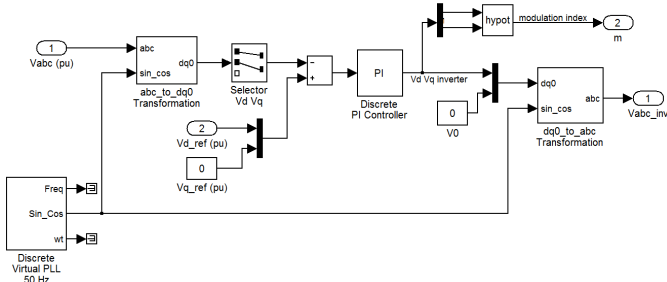 1
Vabc (pu)
abc
sin_cos
dq0
abc_to_dq0
Transformation
Selector
Vd Vq
−
+
PI
Discrete
PI Controller
hypot
modulation index
2
m
Vd Vq inverter
0
V0
dq0
sin_cos
abc
dq0_to_abc
Transformation
1
Vabc_inv
2
Vd_ref (pu)
0
Vq_ref (pu)
Freq
Sin_Cos
wt
Discrete
Virtual PLL
50 Hz